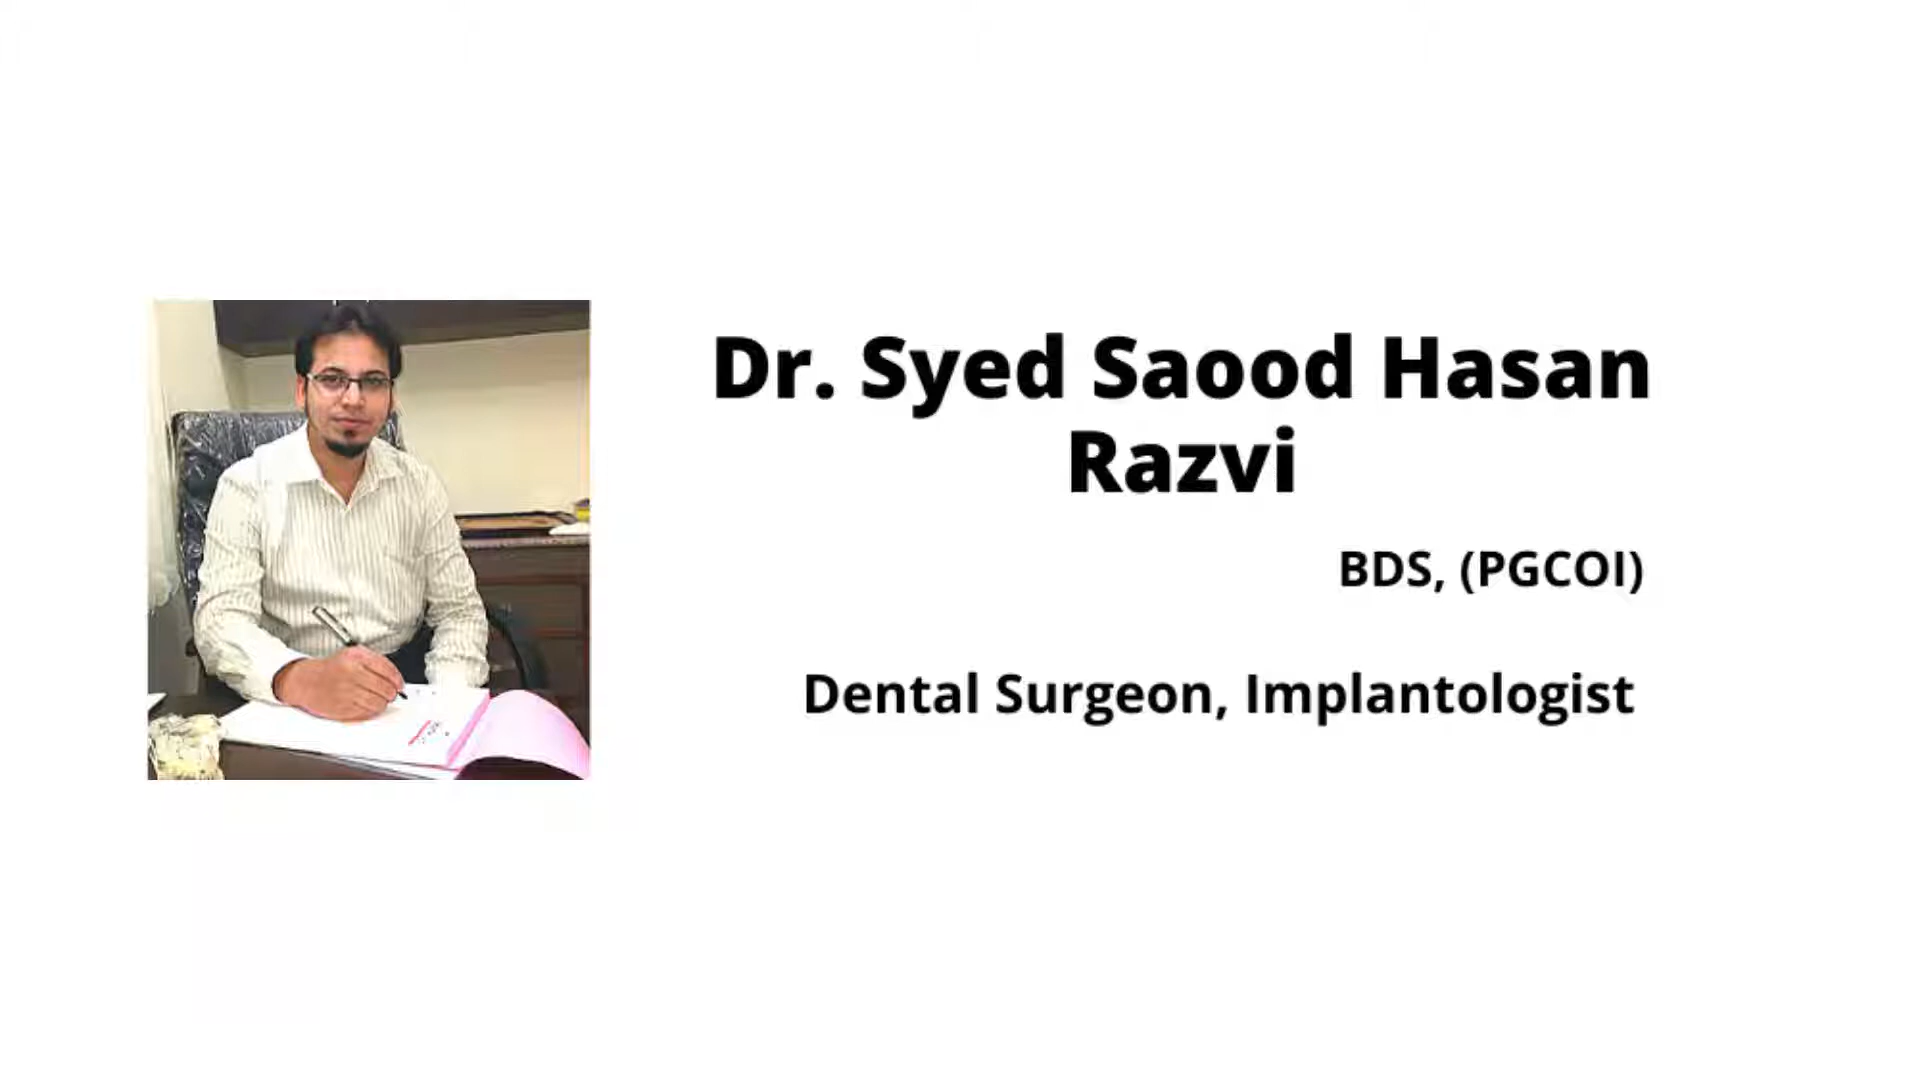 Dr. Syed Saood Hasan
Razvi
BDS, (PGCOI)
Dental Surgeon, Implantologist